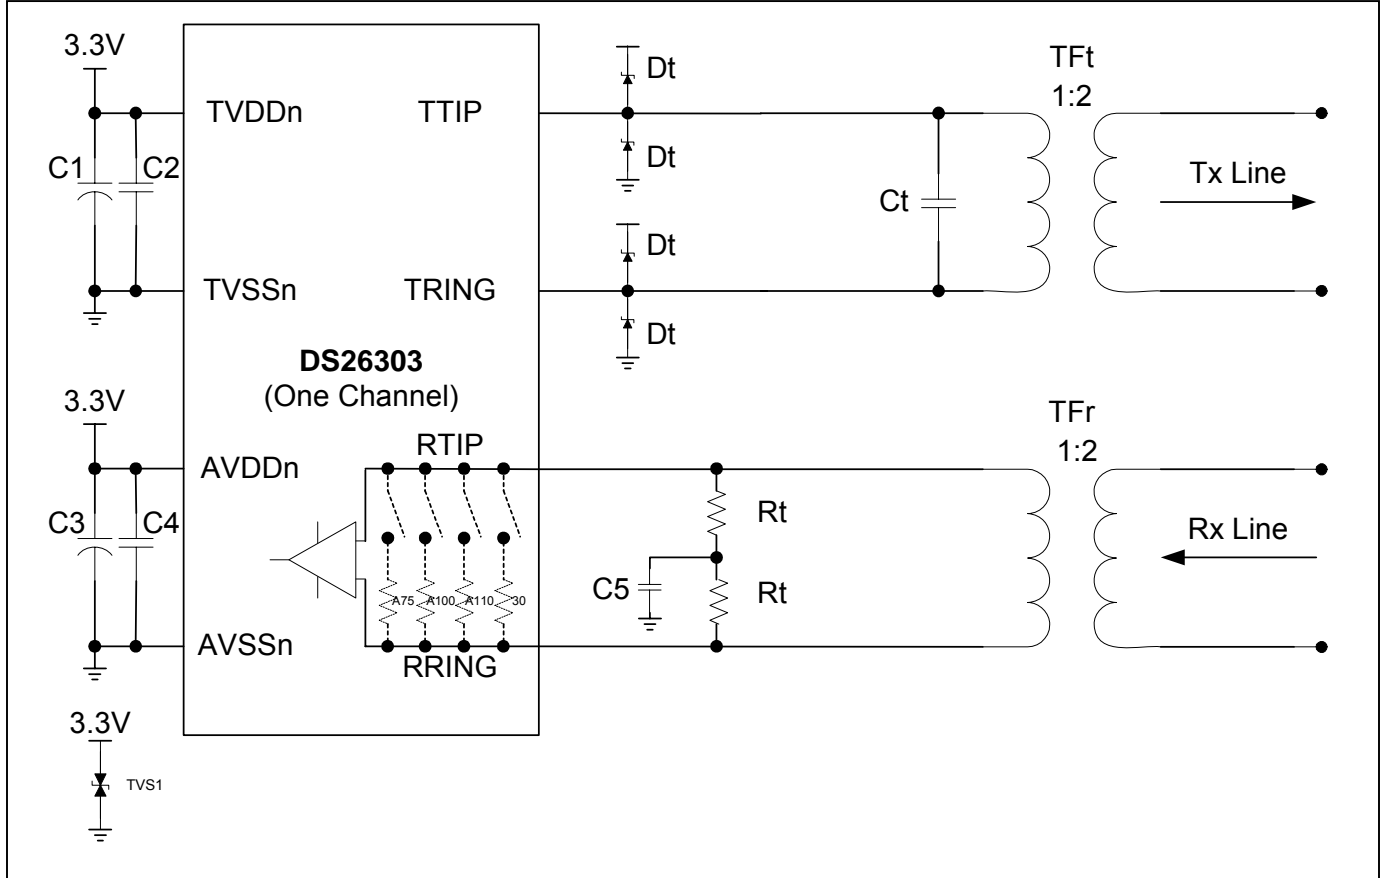 3.3V
TVDDn
TTIP
Dt
TFt
1:2
C1
C2
Dt
Ct
Tx Line
Dt
TVSSn
TRING
Dt
DS26303
(One Channel)
3.3V
TFr
1:2
RTIP
AVDDn
C3
C4
Rt
Rx Line
C5
Rt
A75
A100
A110
30
AVSSn
RRING
3.3V
TVS1